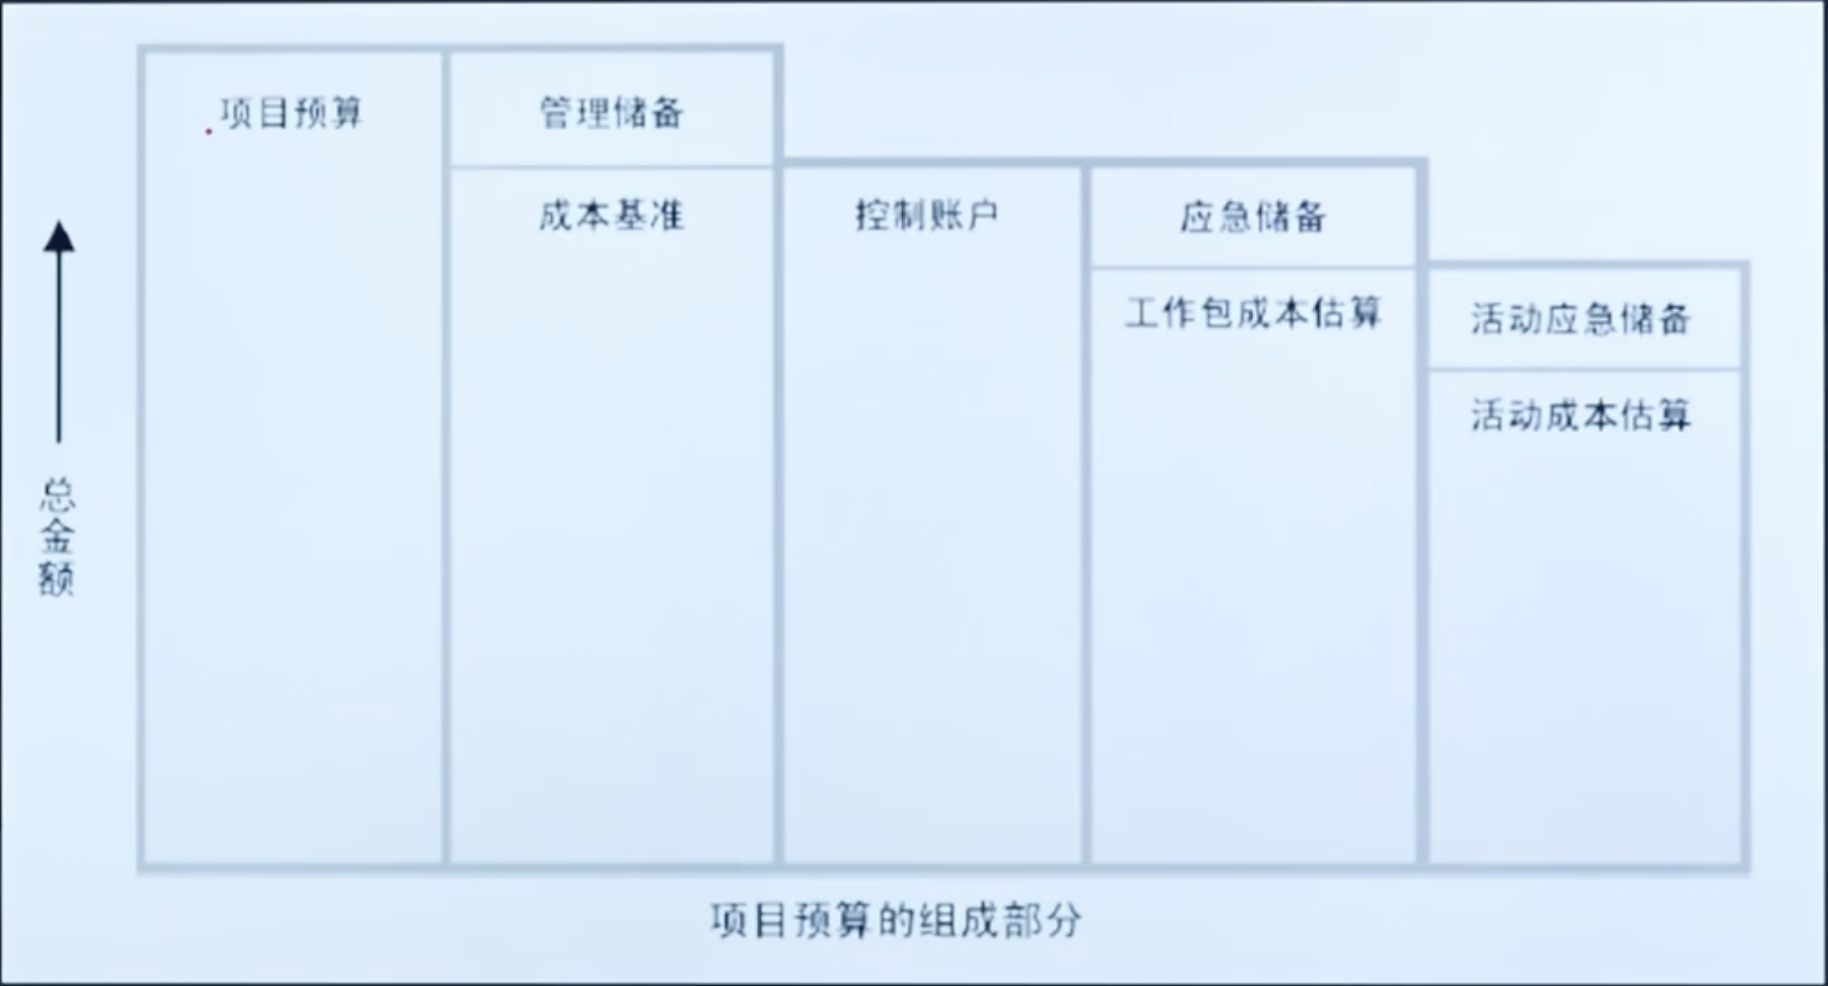 项目预算
管理储备
成本基准
控制账户
应急储备
工作包成本估算
活动应急储备
活动成本估算
总金额
项目预算的组成部分